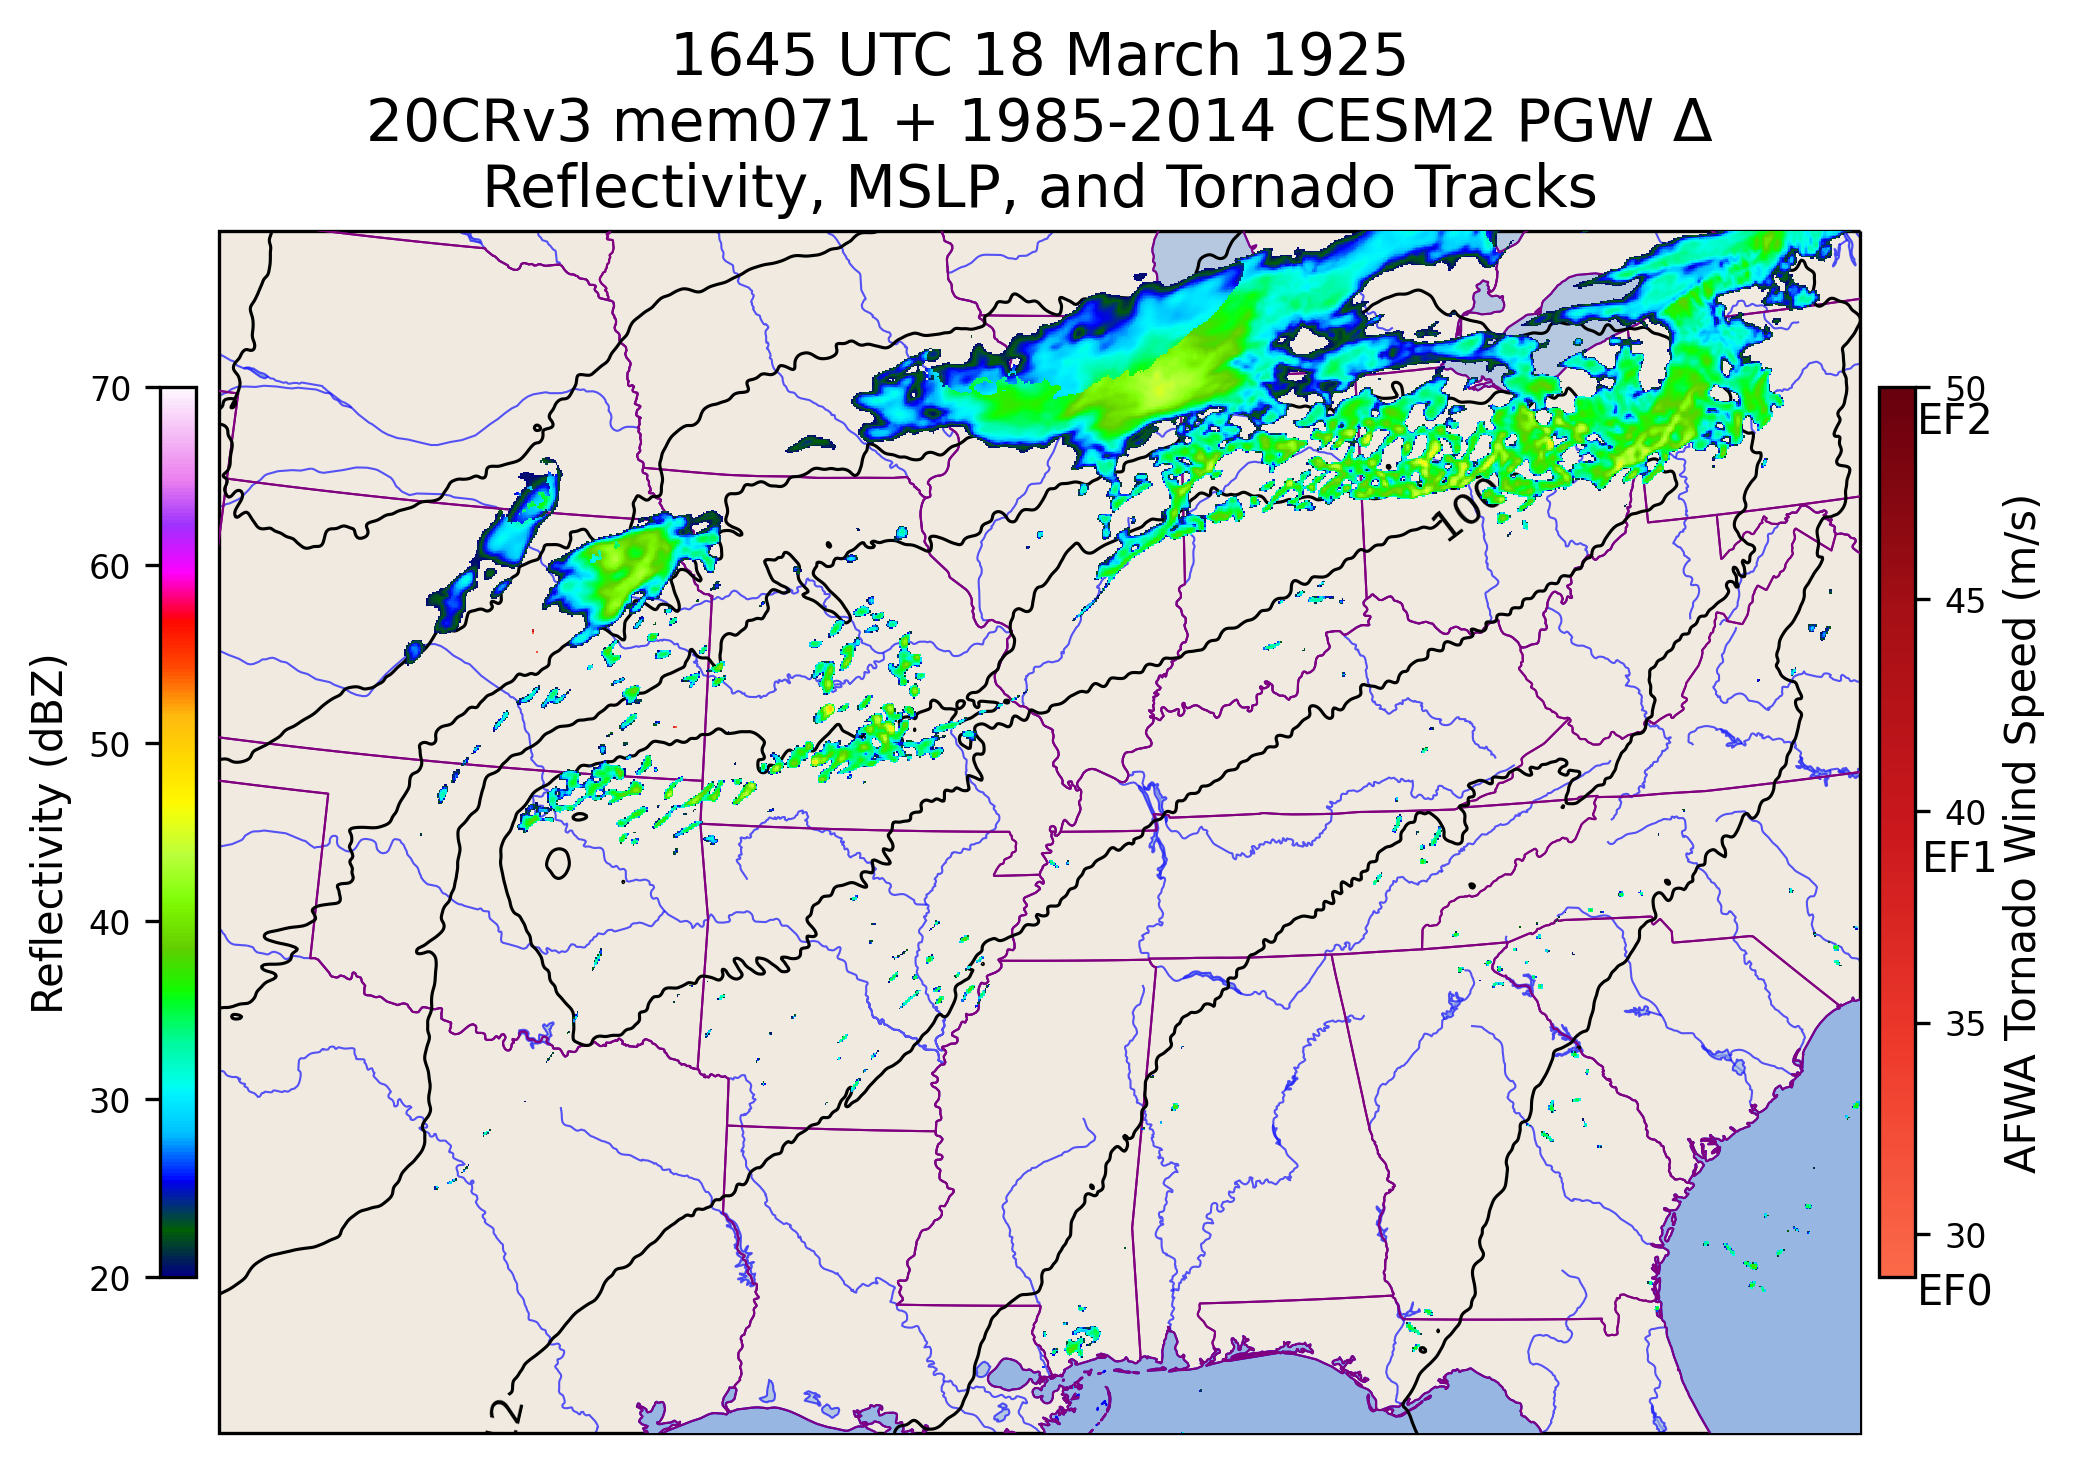 1645 UTC 18 March 1925
20CRv3 mem071 + 1985-2014 CESM2 PGW Δ
Reflectivity, MSLP, and Tornado Tracks
70
60
50
40
30
20
Reflectivity (dBZ)
100
12
50
EF2
45
40
EF1
35
30
EF0
AFWA Tornado Wind Speed (m/s)